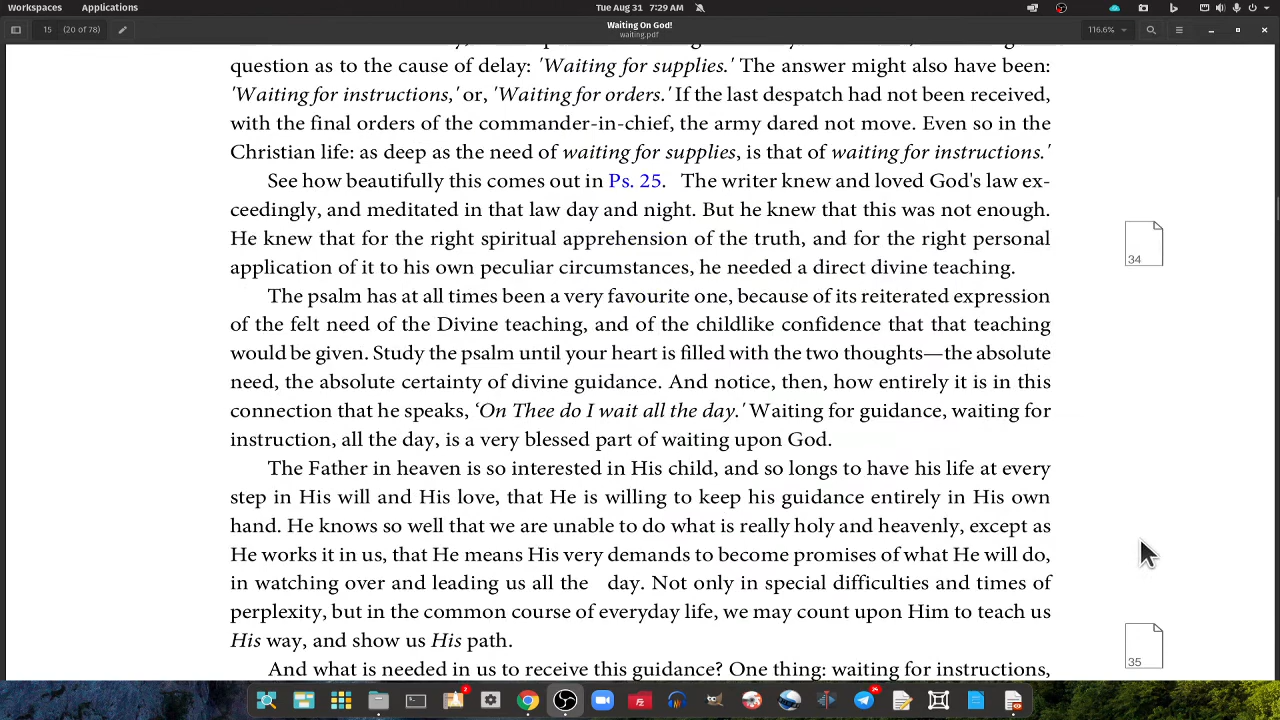 Workspaces Applications Tue Aug 31 7:29 AM
Waiting On God!
waiting.pdf
15 (20 of 78) 116.6%
question as to the cause of delay: 'Waiting for supplies.' The answer might also have been:
'Waiting for instructions,' or, 'Waiting for orders.' If the last despatch had not been received,
with the final orders of the commander-in-chief, the army dared not move. Even so in the
Christian life: as deep as the need of waiting for supplies, is that of waiting for instructions.'
See how beautifully this comes out in Ps. 25. The writer knew and loved God's law ex-
ceedingly, and meditated in that law day and night. But he knew that this was not enough.
He knew that for the right spiritual apprehension of the truth, and for the right personal
application of it to his own peculiar circumstances, he needed a direct divine teaching.
34
The psalm has at all times been a very favourite one, because of its reiterated expression
of the felt need of the Divine teaching, and of the childlike confidence that that teaching
would be given. Study the psalm until your heart is filled with the two thoughts—the absolute
need, the absolute certainty of divine guidance. And notice, then, how entirely it is in this
connection that he speaks, ‘On Thee do I wait all the day.' Waiting for guidance, waiting for
instruction, all the day, is a very blessed part of waiting upon God.
The Father in heaven is so interested in His child, and so longs to have his life at every
step in His will and His love, that He is willing to keep his guidance entirely in His own
hand. He knows so well that we are unable to do what is really holy and heavenly, except as
He works it in us, that He means His very demands to become promises of what He will do,
in watching over and leading us all the day. Not only in special difficulties and times of
perplexity, but in the common course of everyday life, we may count upon Him to teach us
His way, and show us His path.
35
And what is needed in us to receive this guidance? One thing: waiting for instructions,